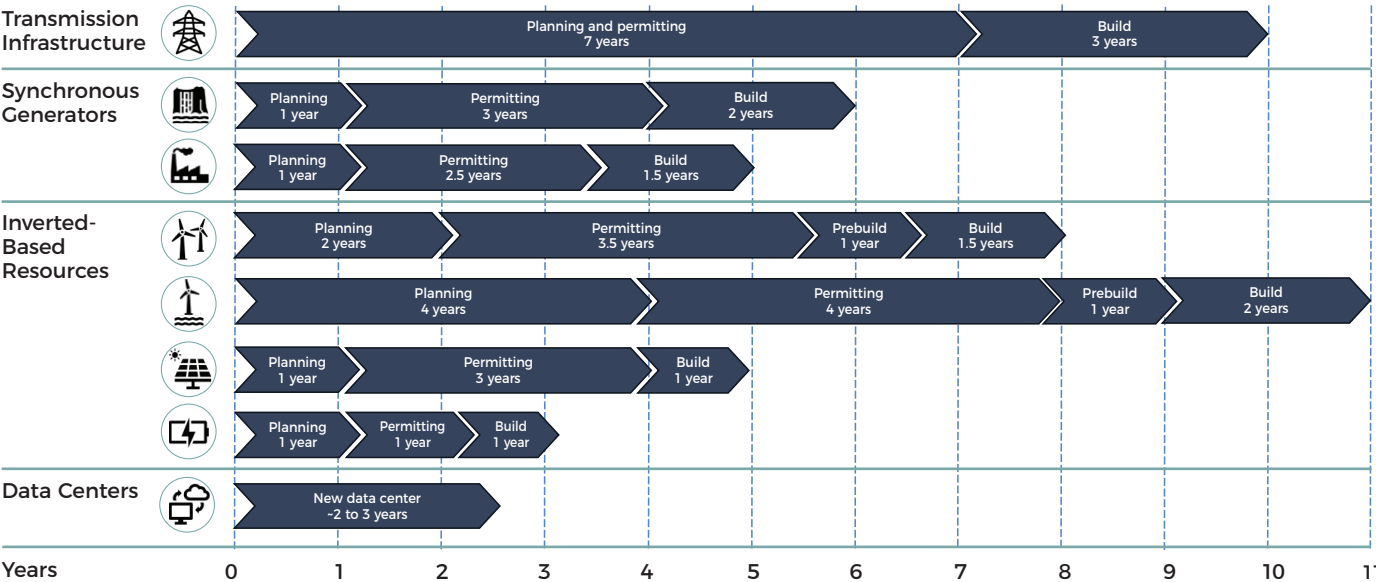 Transmission
Infrastructure
Planning and permitting
7 years
Build
3 years
Synchronous
Generators
Planning
1 year
Permitting
3 years
Build
2 years
Planning
1 year
Permitting
2.5 years
Build
1.5 years
Inverted-
Based
Resources
Planning
2 years
Permitting
3.5 years
Prebuild
1 year
Build
1.5 years
Planning
4 years
Permitting
4 years
Prebuild
1 year
Build
2 years
Planning
1 year
Permitting
3 years
Build
1 year
Planning
1 year
Permitting
1 year
Build
1 year
Data Centers
New data center
~2 to 3 years
Years 0 1 2 3 4 5 6 7 8 9 10 11